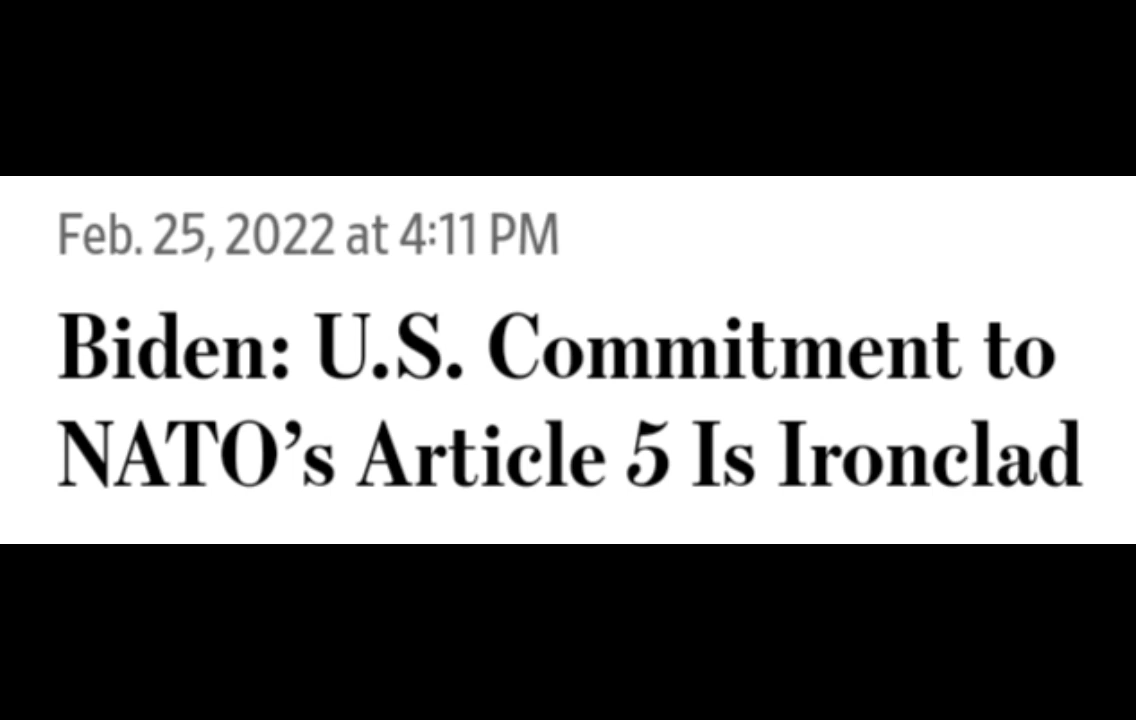 Feb. 25, 2022 at 4:11 PM
Biden: U.S. Commitment to
NATO’s Article 5 Is Ironclad